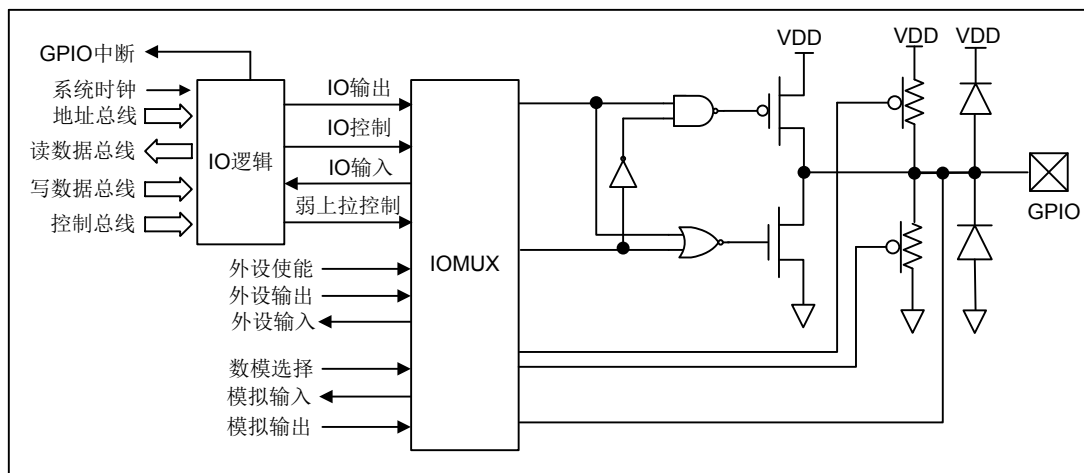 GPIO中断
系统时钟
地址总线
读数据总线
写数据总线
控制总线
IO逻辑
IO输出
IO控制
IO输入
弱上拉控制
外设使能
外设输出
外设输入
数模选择
模拟输入
模拟输出
IOMUX
VDD
VDD
VDD
GPIO